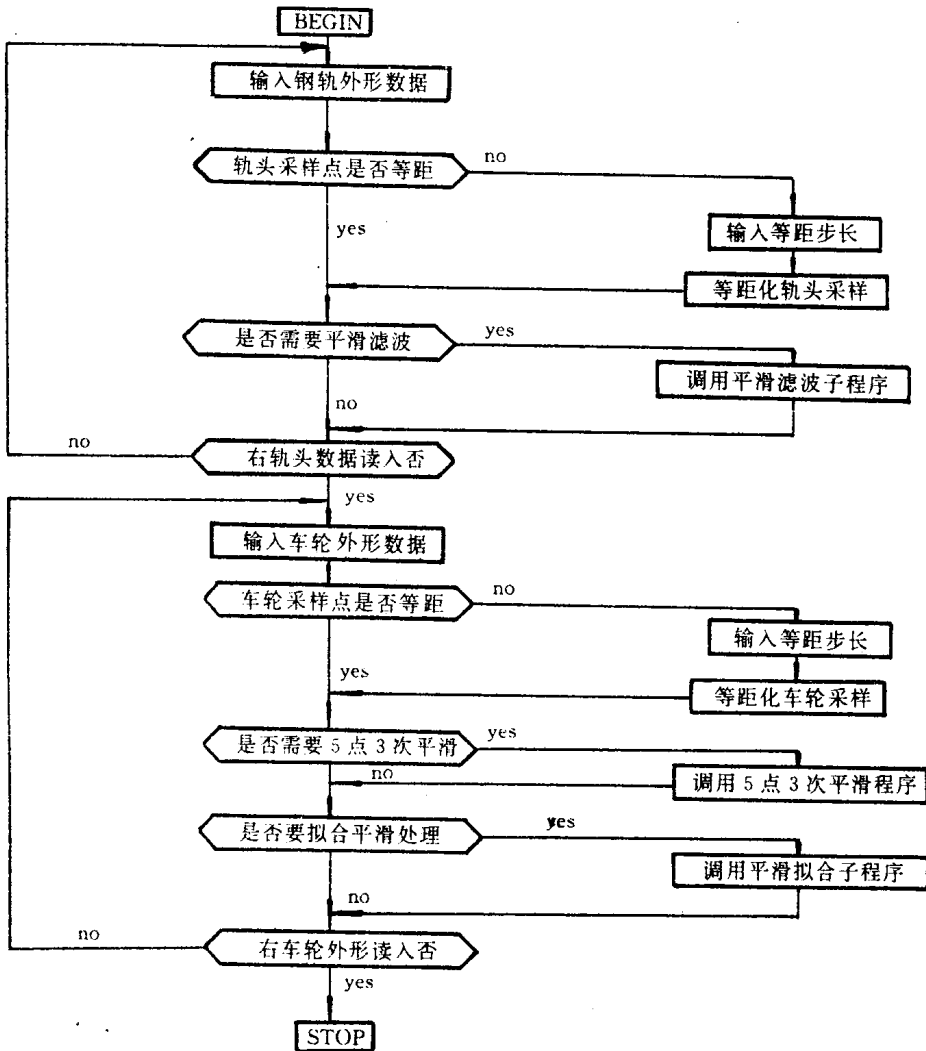 BEGIN
输入钢轨外形数据
轨头采样点是否等距
no
输入等距步长
yes
等距化轨头采样
是否需要平滑滤波
yes
调用平滑滤波子程序
no
no
右轨头数据读入否
yes
输入车轮外形数据
车轮采样点是否等距
no
输入等距步长
yes
等距化车轮采样
是否需要5点3次平滑
yes
no
调用5点3次平滑程序
是否要拟合平滑处理
yes
调用平滑拟合子程序
no
no
右车轮外形读入否
yes
STOP